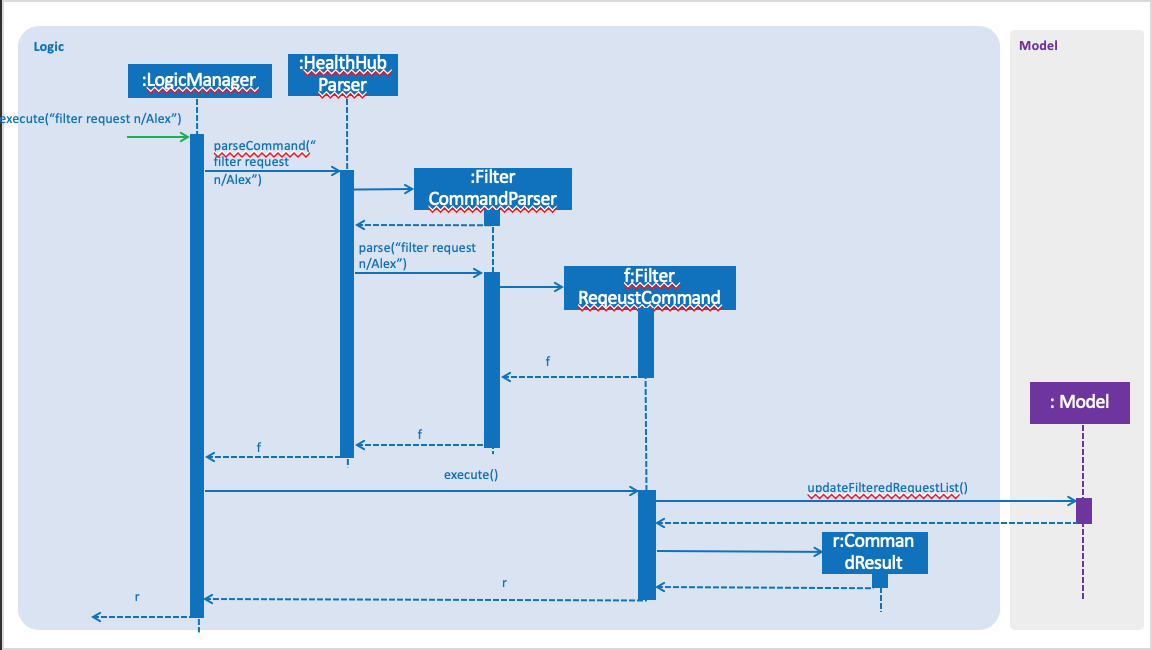 Logic
Model
:LogicManager
:HealthHub
Parser
execute(“filter request n/Alex”)
parseCommand(“
filter request
n/Alex”)
:Filter
CommandParser
parse(“filter request
n/Alex”)
f:Filter
ReqeustCommand
f
: Model
f
f
execute()
updateFilteredRequestList()
r:Comman
dResult
r
r